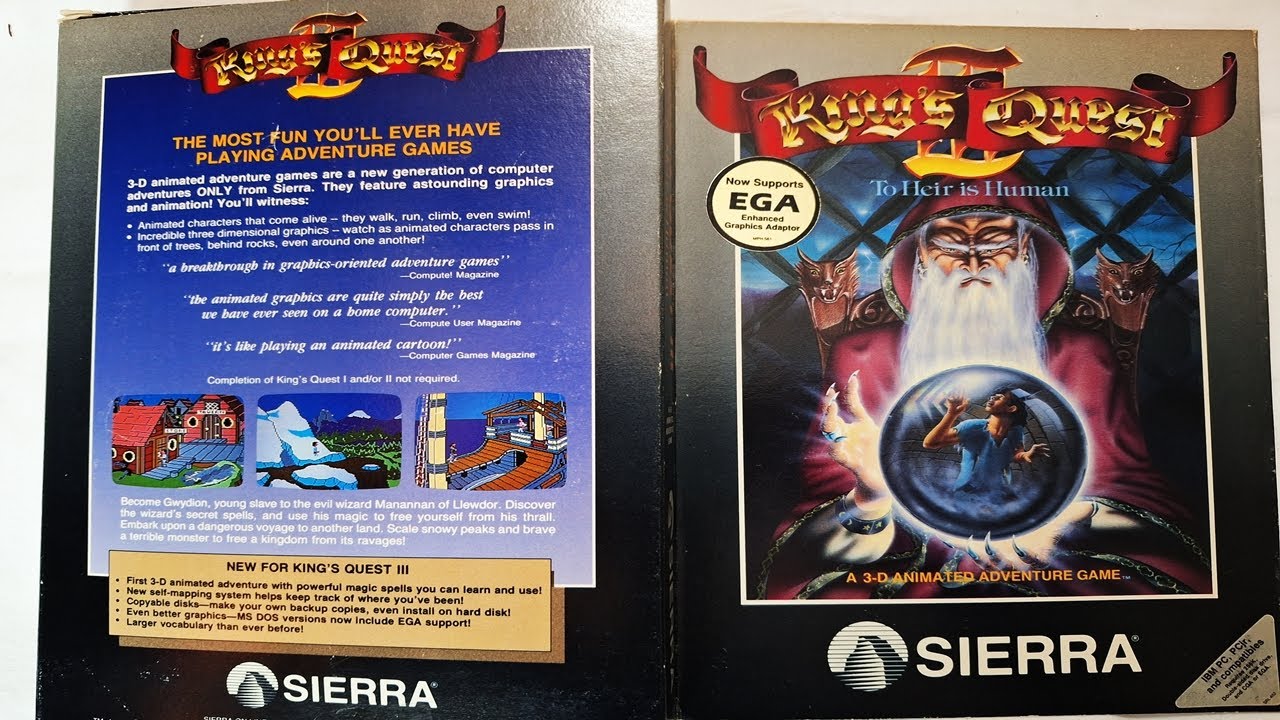 King's Quest III
THE MOST FUN YOU'LL EVER HAVE
PLAYING ADVENTURE GAMES
3-D animated adventure games are a new generation of computer
adventures ONLY from Sierra. They feature astounding graphics
and animation! You'll witness:
• Animated characters that come alive – they walk, run, climb, even swim!
• Incredible three dimensional graphics – watch as animated characters pass in
front of trees, behind rocks, even around one another!
"a breakthrough in graphics-oriented adventure games"
—Compute! Magazine
"the animated graphics are quite simply the best
we have ever seen on a home computer."
—Compute User Magazine
"it's like playing an animated cartoon!"
—Computer Games Magazine
Completion of King's Quest I and/or II not required.
STORE
Become Gwydion, young slave to the evil wizard Manannan of Llewdor. Discover
the wizard's secret spells, and use his magic to free yourself from his thrall.
Embark upon a dangerous voyage to another land. Scale snowy peaks and brave
a terrible monster to free a kingdom from its ravages!
NEW FOR KING'S QUEST III
• First 3-D animated adventure with powerful magic spells you can learn and use!
• New self-mapping system helps keep track of where you've been!
• Copyable disks—make your own backup copies, even install on hard disk!
• Even better graphics—MS DOS versions now include EGA support!
• Larger vocabulary than ever before!
SIERRA®
King's Quest III
To Heir is Human
Now Supports
EGA
Enhanced
Graphics Adaptor
A 3-D ANIMATED ADVENTURE GAME™
SIERRA®
IBM PC, PCjr,
and compatibles